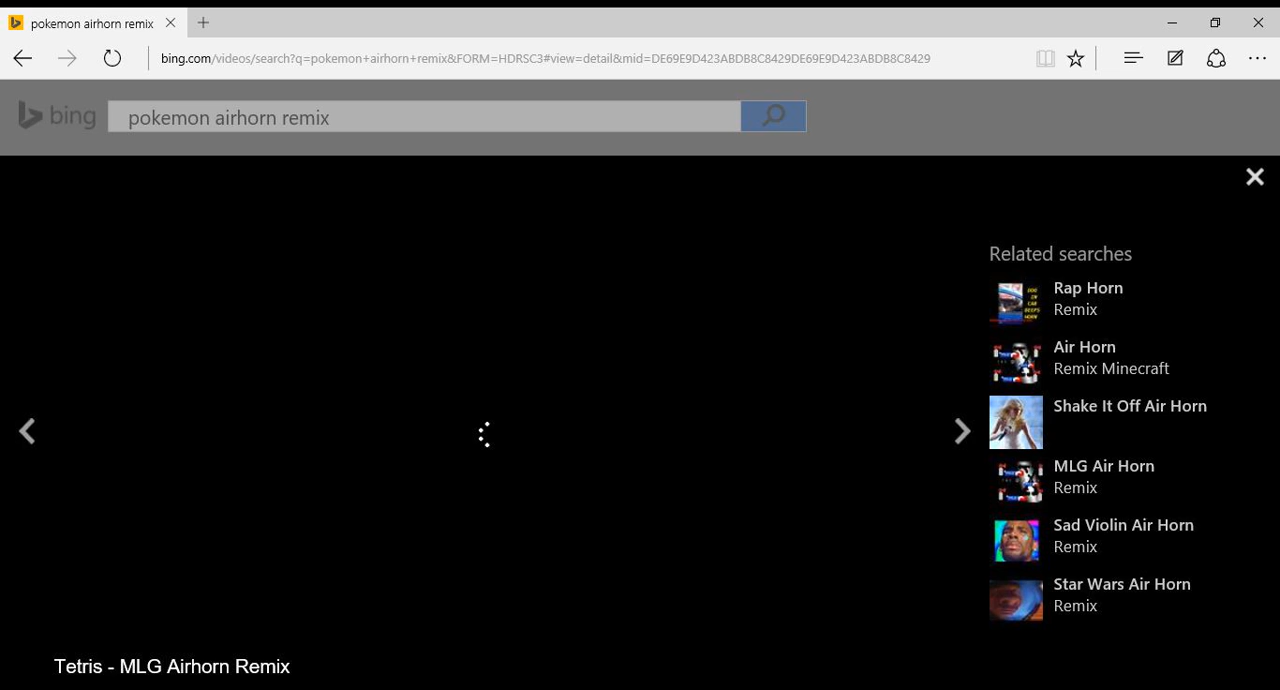 pokemon airhorn remix
bing.com/videos/search?q=pokemon+airhorn+remix&FORM=HDRSC3#view=detail&mid=DE69E9D423ABDB8C8429DE69E9D423ABDB8C8429
bing
pokemon airhorn remix
Related searches
Rap Horn
Remix
Air Horn
Remix Minecraft
Shake It Off Air Horn
MLG Air Horn
Remix
Sad Violin Air Horn
Remix
Star Wars Air Horn
Remix
Tetris - MLG Airhorn Remix